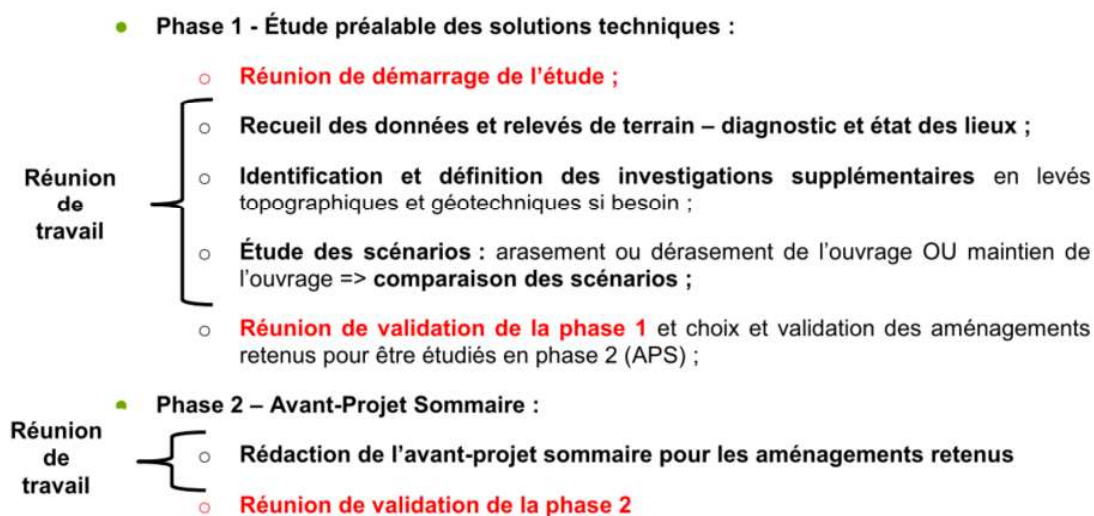 ● Phase 1 - Étude préalable des solutions techniques :
○ Réunion de démarrage de l'étude ;
○ Recueil des données et relevés de terrain – diagnostic et état des lieux ;
Réunion
de
travail
○ Identification et définition des investigations supplémentaires en levés
topographiques et géotechniques si besoin ;
○ Étude des scénarios : arasement ou dérasement de l'ouvrage OU maintien de
l'ouvrage => comparaison des scénarios ;
○ Réunion de validation de la phase 1 et choix et validation des aménagements
retenus pour être étudiés en phase 2 (APS) ;
● Phase 2 – Avant-Projet Sommaire :
Réunion
de
travail
○ Rédaction de l'avant-projet sommaire pour les aménagements retenus
○ Réunion de validation de la phase 2